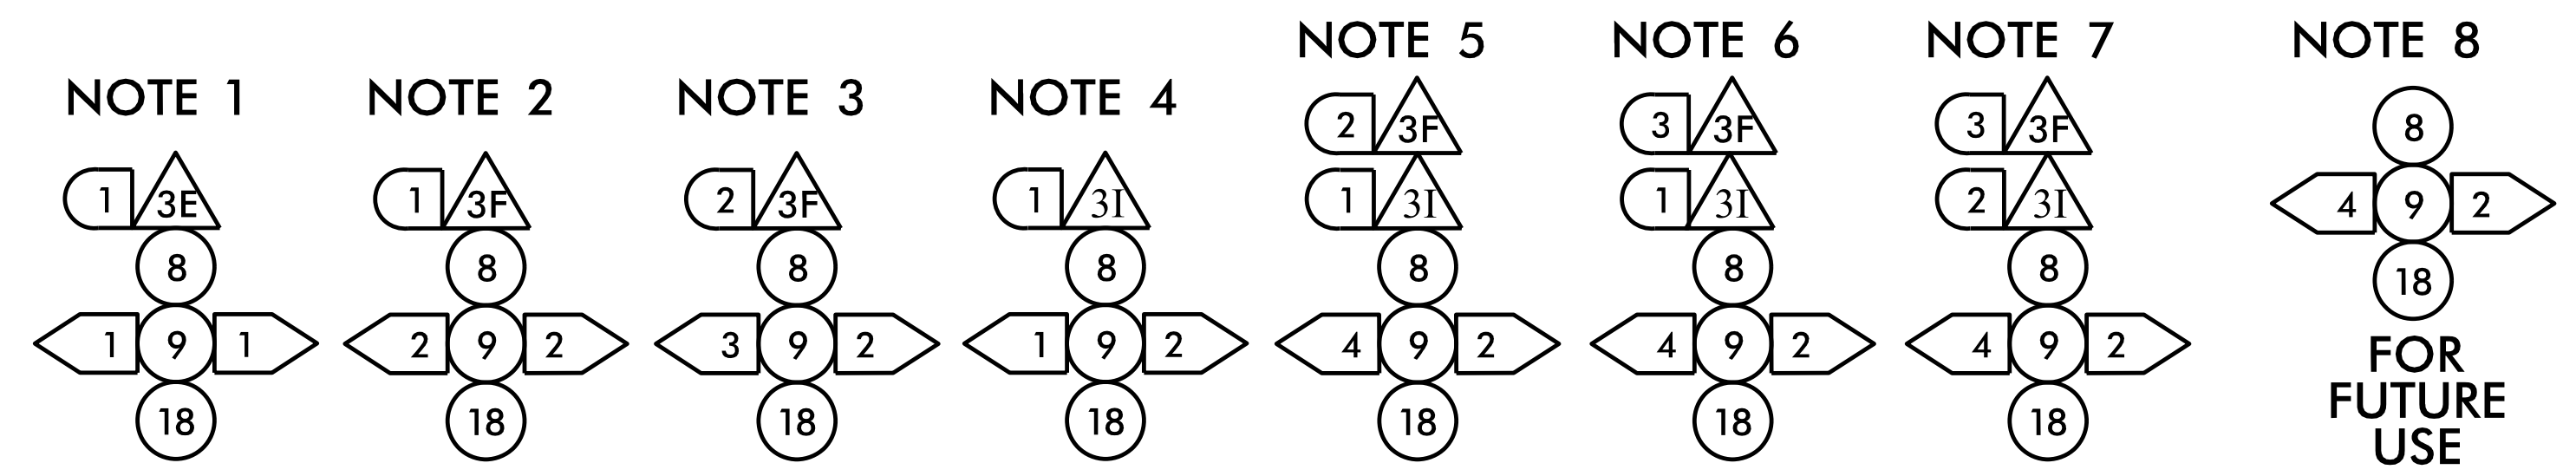 NOTE 1
1 3E
8
1 9 1
18
NOTE 2
1 3F
8
2 9 2
18
NOTE 3
2 3F
8
3 9 2
18
NOTE 4
1 3I
8
1 9 2
18
NOTE 5
2 3F
1 3I
8
4 9 2
18
NOTE 6
3 3F
1 3I
8
4 9 2
18
NOTE 7
3 3F
2 3I
8
4 9 2
18
NOTE 8
8
4 9 2
18
FOR
FUTURE
USE